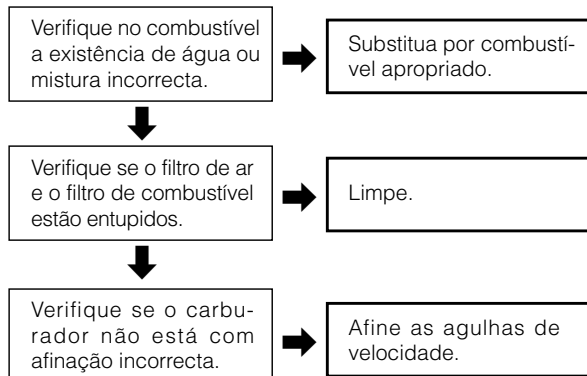 Verifique no combustível
a existência de água ou
mistura incorrecta.
Substitua por combustí-
vel apropriado.
Verifique se o filtro de ar
e o filtro de combustível
estão entupidos.
Limpe.
Verifique se o carbu-
rador não está com
afinação incorrecta.
Afine as agulhas de
velocidade.